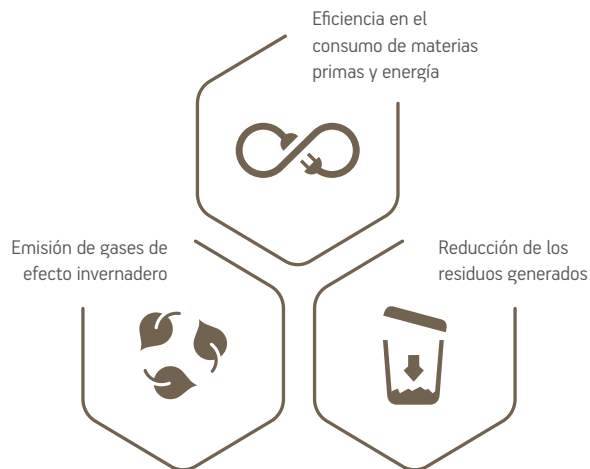 Eficiencia en el
consumo de materias
primas y energía
Emisión de gases de
efecto invernadero
Reducción de los
residuos generados